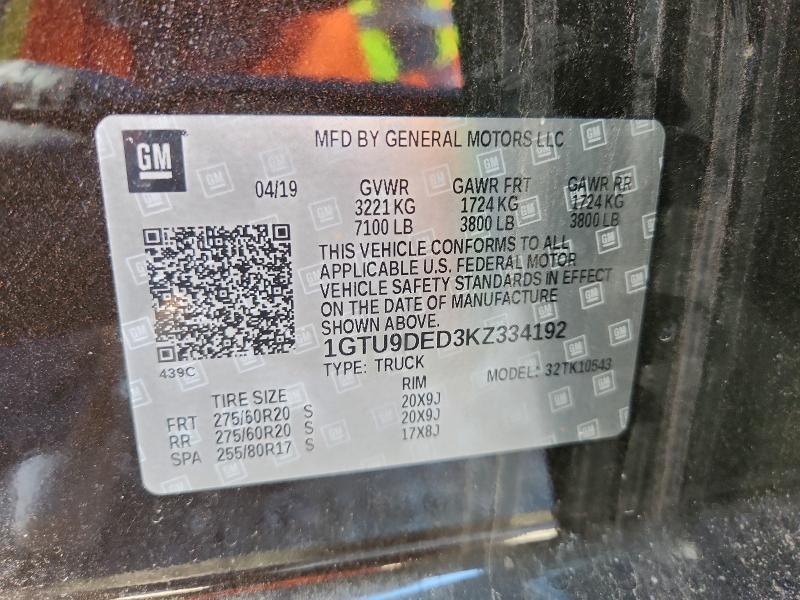 GM
MFD BY GENERAL MOTORS LLC
04/19 GVWR GAWR FRT GAWR RR
3221 KG 1724 KG 1724 KG
7100 LB 3800 LB 3800 LB
THIS VEHICLE CONFORMS TO ALL
APPLICABLE U.S. FEDERAL MOTOR
VEHICLE SAFETY STANDARDS IN EFFECT
ON THE DATE OF MANUFACTURE
SHOWN ABOVE.
1GTU9DED3KZ334192
439C TYPE: TRUCK MODEL: 32TK10543
TIRE SIZE RIM
FRT 275/60R20 S 20X9J
RR 275/60R20 S 20X9J
SPA 255/80R17 S 17X8J